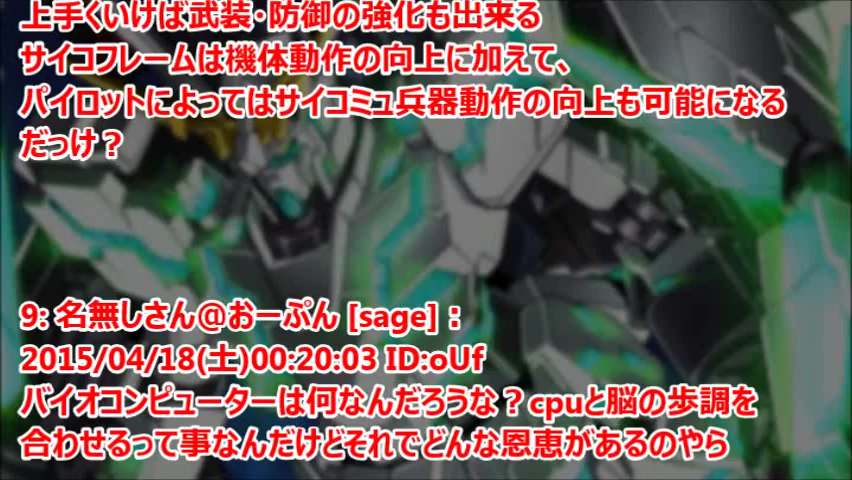 上手くいけば武装・防御の強化も出来る
サイコフレームは機体動作の向上に加えて、
パイロットによってはサイコミュ兵器動作の向上も可能になる
だっけ？
9: 名無しさん＠おーぷん [sage]：
2015/04/18(土)00:20:03 ID:oUf
バイオコンピューターは何なんだろうな？cpuと脳の歩調を
合わせるって事なんだけどそれでどんな恩恵があるのやら